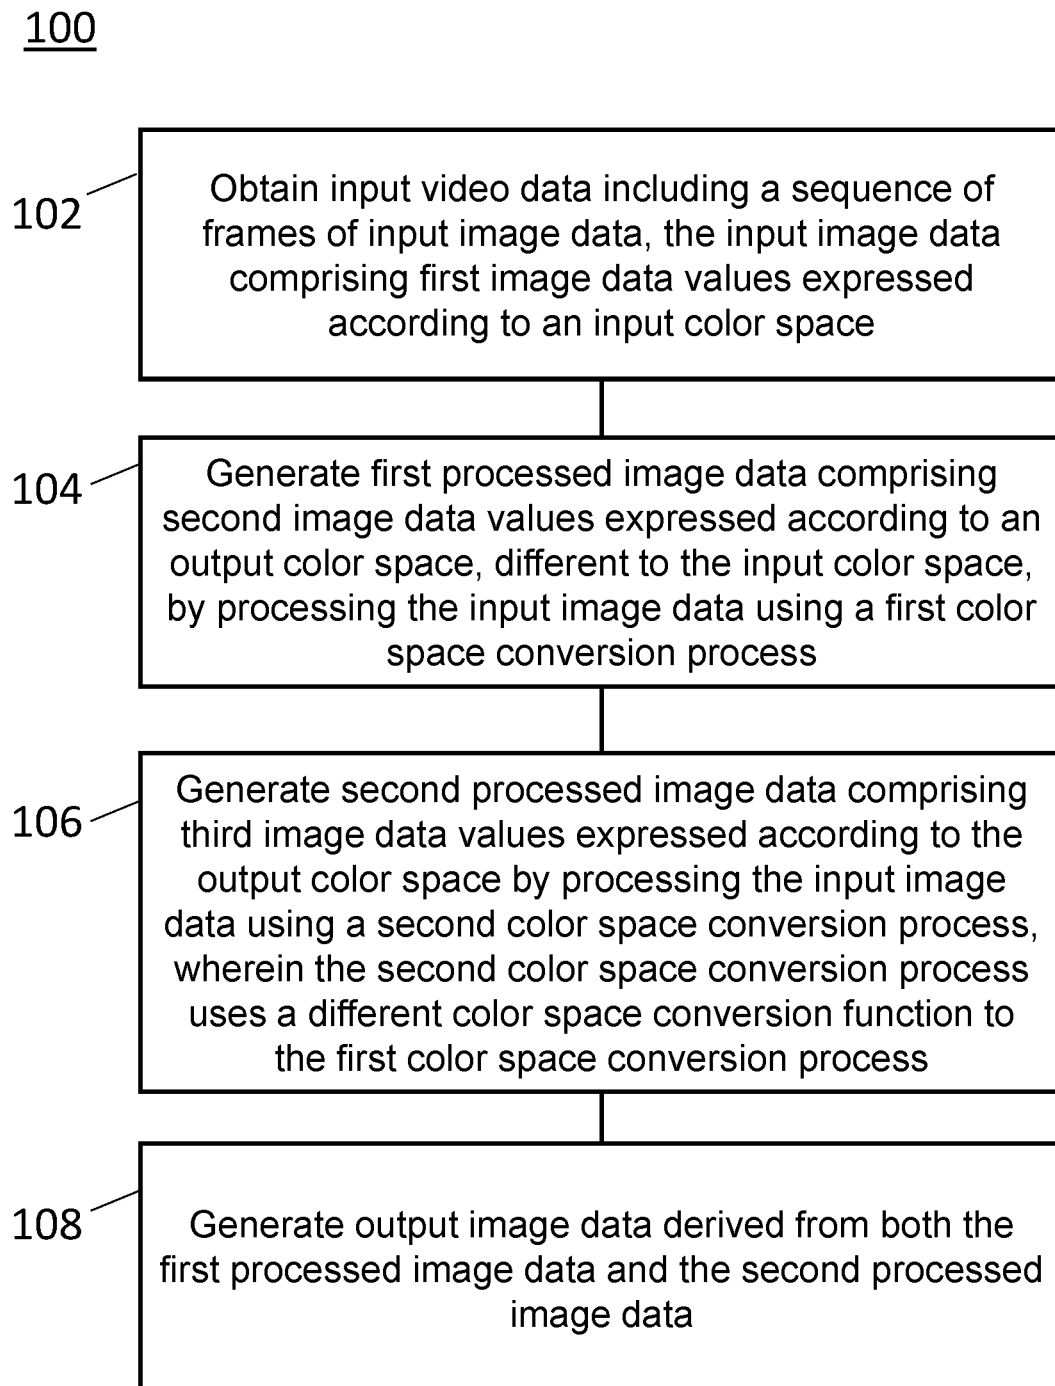 100
102
Obtain input video data including a sequence of
frames of input image data, the input image data
comprising first image data values expressed
according to an input color space
104
Generate first processed image data comprising
second image data values expressed according to an
output color space, different to the input color space,
by processing the input image data using a first color
space conversion process
106
Generate second processed image data comprising
third image data values expressed according to the
output color space by processing the input image
data using a second color space conversion process,
wherein the second color space conversion process
uses a different color space conversion function to
the first color space conversion process
108
Generate output image data derived from both the
first processed image data and the second processed
image data